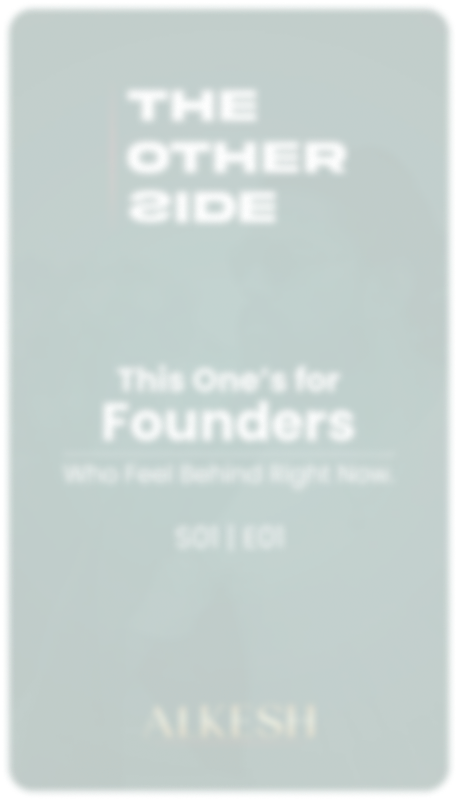 THE
OTHER
SIDE
This One's for
Founders
Who Feel Behind Right Now.
S01 | E01
ALKESH